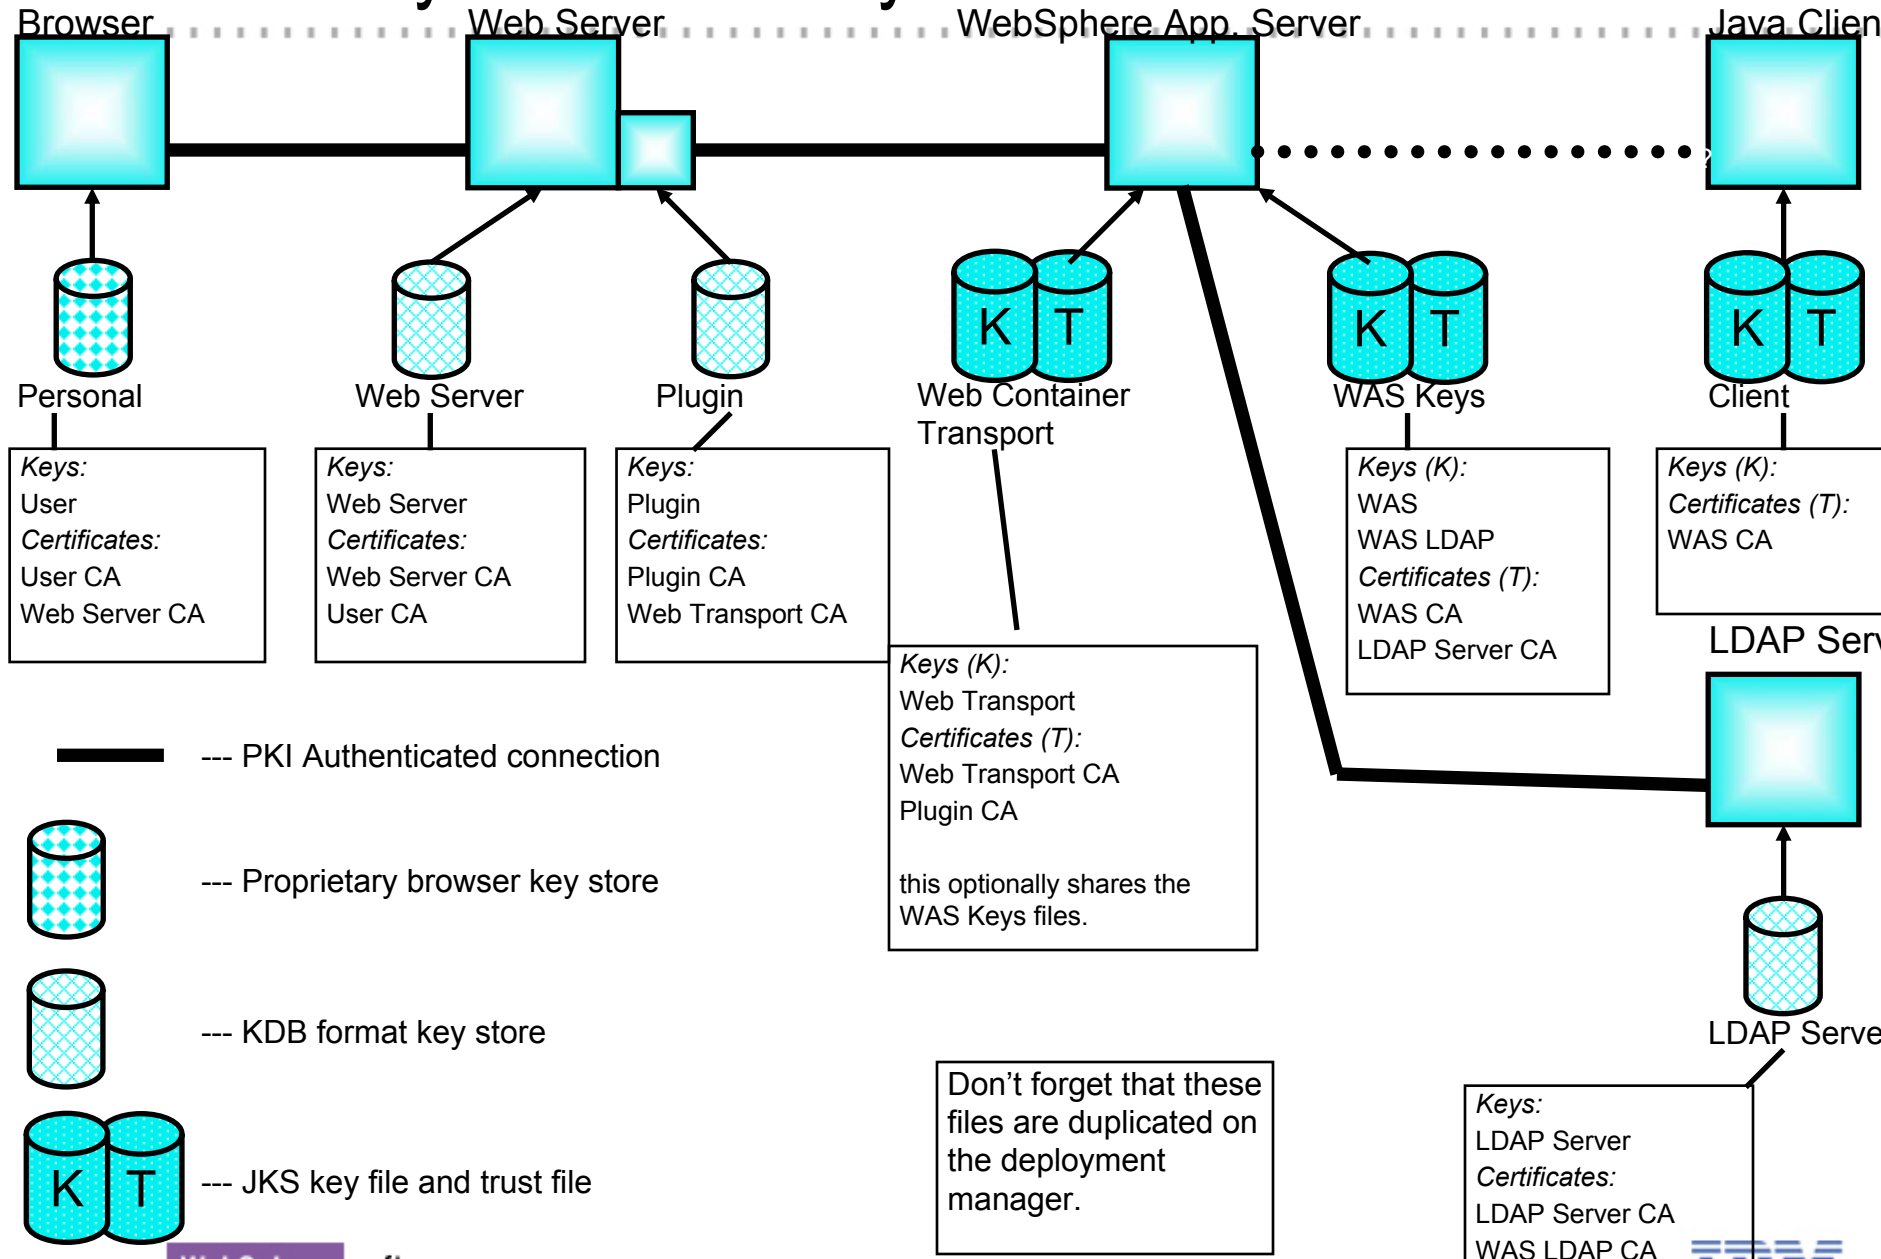 Browser
Web Server
WebSphere App. Server
Java Clien
?
K T
K T
K T
Personal
Web Server
Plugin
Web Container
Transport
WAS Keys
Client
Keys:
User
Certificates:
User CA
Web Server CA
Keys:
Web Server
Certificates:
Web Server CA
User CA
Keys:
Plugin
Certificates:
Plugin CA
Web Transport CA
Keys (K):
Web Transport
Certificates (T):
Web Transport CA
Plugin CA
this optionally shares the
WAS Keys files.
Keys (K):
WAS
WAS LDAP
Certificates (T):
WAS CA
LDAP Server CA
Keys (K):
Certificates (T):
WAS CA
LDAP Serv
--- PKI Authenticated connection
--- Proprietary browser key store
--- KDB format key store
K T
--- JKS key file and trust file
Don’t forget that these
files are duplicated on
the deployment
manager.
LDAP Serve
Keys:
LDAP Server
Certificates:
LDAP Server CA
WAS LDAP CA